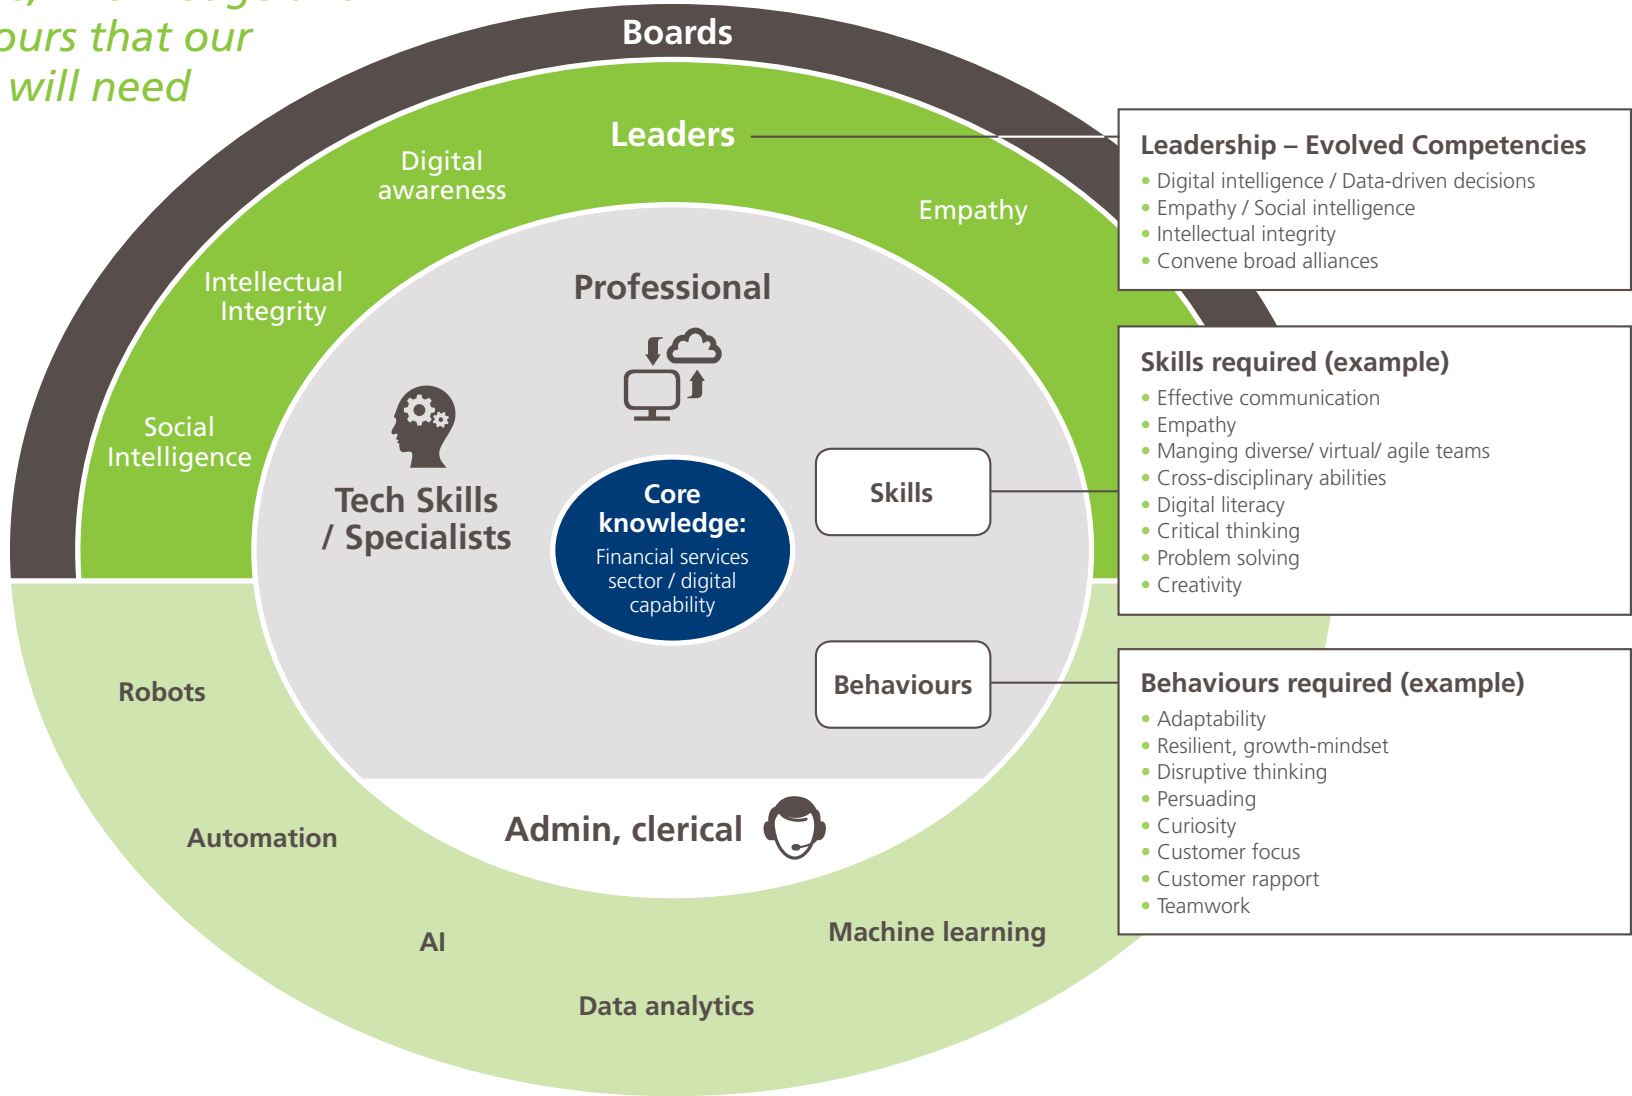 ours that our
will need
Boards
Leaders
Digital
awareness
Empathy
Intellectual
Integrity
Social
Intelligence
Professional
Tech Skills
/ Specialists
Core
knowledge:
Financial services
sector / digital
capability
Skills
Behaviours
Admin, clerical
Robots
Automation
AI
Data analytics
Machine learning
Leadership – Evolved Competencies
• Digital intelligence / Data-driven decisions
• Empathy / Social intelligence
• Intellectual integrity
• Convene broad alliances
Skills required (example)
• Effective communication
• Empathy
• Manging diverse/ virtual/ agile teams
• Cross-disciplinary abilities
• Digital literacy
• Critical thinking
• Problem solving
• Creativity
Behaviours required (example)
• Adaptability
• Resilient, growth-mindset
• Disruptive thinking
• Persuading
• Curiosity
• Customer focus
• Customer rapport
• Teamwork